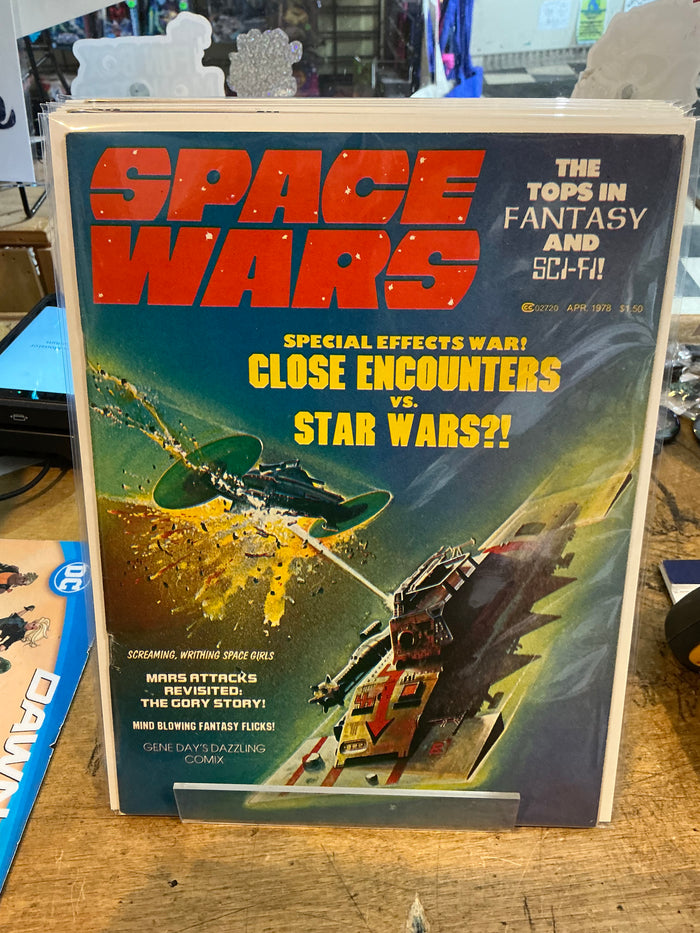 SPACE
WARS
THE
TOPS IN
FANTASY
AND
SCI-FI!
CC 02720 APR. 1978 $1.50
SPECIAL EFFECTS WAR!
CLOSE ENCOUNTERS
VS.
STAR WARS?!
SCREAMING, WRITHING SPACE GIRLS
MARS ATTACKS
REVISITED:
THE GORY STORY!
MIND BLOWING FANTASY FLICKS!
GENE DAY'S DAZZLING
COMIX
DC
DAWN